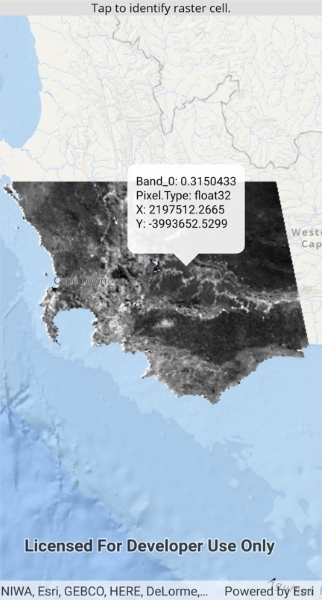 Tap to identify raster cell.
Band_0: 0.3150433
Pixel.Type: float32
X: 2197512.2665
Y: -3993652.5299
West
Cap
Licensed For Developer Use Only
NIWA, Esri, GEBCO, HERE, DeLorme,... Powered by Esri